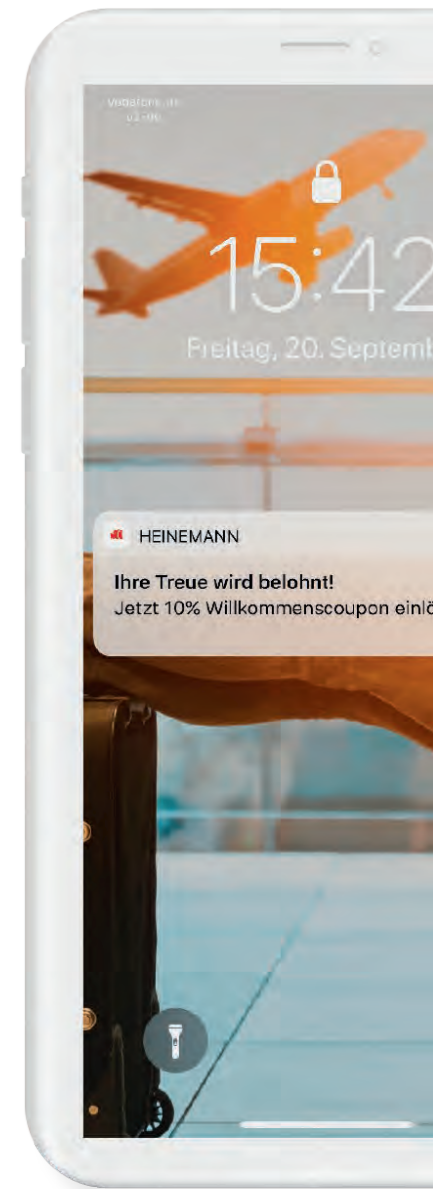 15:42
Freitag, 20. Septemb
HEINEMANN
Ihre Treue wird belohnt!
Jetzt 10% Willkommenscoupon einlö